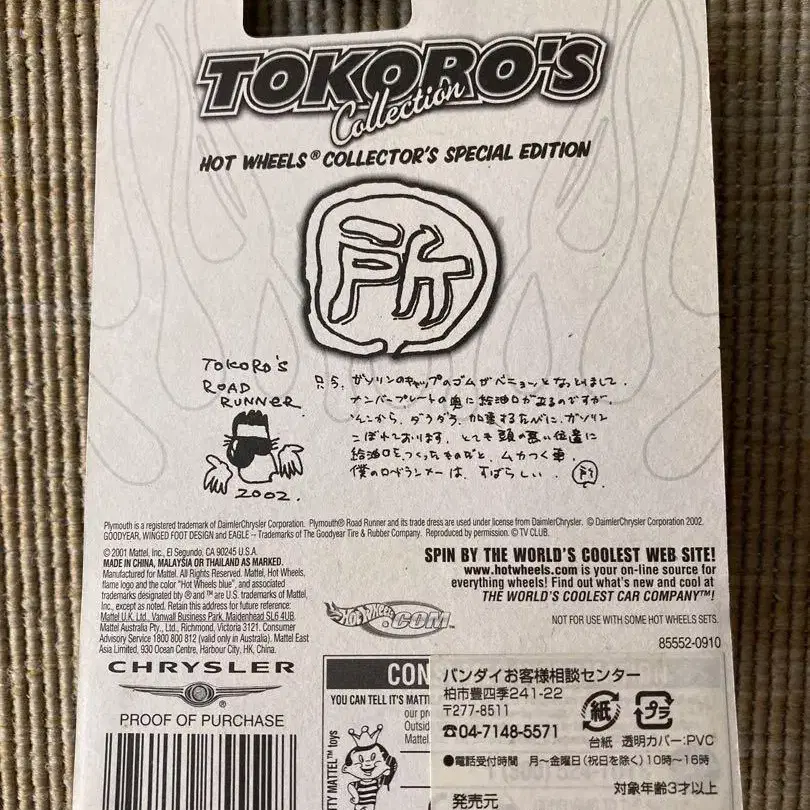 TOKORO'S
Collection
HOT WHEELS® COLLECTOR'S SPECIAL EDITION
所
TOKORO'S
ROAD
RUNNER
2002.
ガソリンのキャップのゴムがベニョーンとなっとりまして.
ナンバープレートの奥に給油口が有るのですが、
そこから、ダラダラ、加速するたびに、ガソリン
こぼれております、とても頭の悪い位置に
給油口をつくったものだと、ムカつく車.
僕のロードランナーは、すばらしい. 所
Plymouth is a registered trademark of DaimlerChrysler Corporation. Plymouth® Road Runner and its trade dress are used under license from DaimlerChrysler. © DaimlerChrysler Corporation 2002.
GOODYEAR, WINGED FOOT DESIGN and EAGLE – Trademarks of The Goodyear Tire & Rubber Company. Reproduced by permission. © TV CLUB.
© 2001 Mattel, Inc., El Segundo, CA 90245 U.S.A.
MADE IN CHINA, MALAYSIA OR THAILAND AS MARKED.
Manufactured for Mattel. All Rights Reserved. Mattel, Hot Wheels,
flame logo and the color "Hot Wheels blue", and associated
trademarks designated bty ® and ™ are U.S. trademarks of Mattel,
Inc., except as noted. Retain this address for future reference:
Mattel U.K. Ltd., Vanwall Business Park, Maidenhead SL6 4UB.
Mattel Australia Pty., Ltd., Richmond, Victoria 3121. Consumer
Advisory Service 1800 800 812 (valid only in Australia). Mattel East
Asia Limited, 930 Ocean Centre, Harbour City, HK, China.
SPIN BY THE WORLD'S COOLEST WEB SITE!
www.hotwheels.com is your on-line source for
everything wheels! Find out what's new and cool at
THE WORLD'S COOLEST CAR COMPANY™!
Hot Wheels .COM
NOT FOR USE WITH SOME HOT WHEELS SETS.
85552-0910
CHRYSLER
®
PROOF OF PURCHASE
CON
YOU CAN TELL IT'S MATT
our pr
Outsid
Mattel
TY MATTEL™ toys
バンダイお客様相談センター
柏市豊四季241-22
〒277-8511
☎04-7148-5571
紙 プラ
台紙 透明カバー:PVC
●電話受付時間 月〜金曜日(祝日を除く)10時〜16時
対象年齢3才以上
発売元